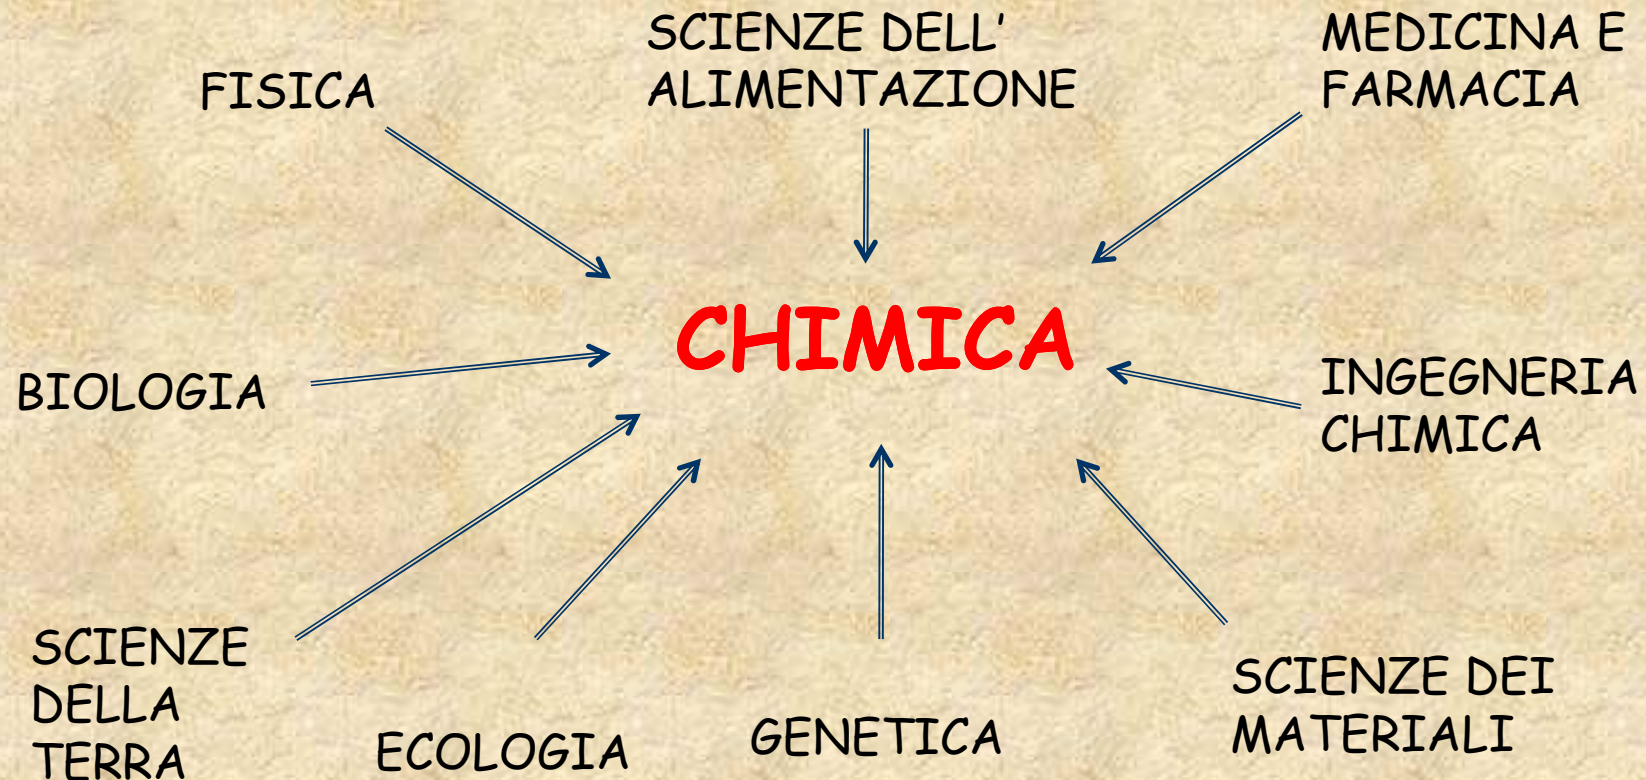 FISICA
SCIENZE DELL'
ALIMENTAZIONE
MEDICINA E
FARMACIA
CHIMICA
BIOLOGIA
INGEGNERIA
CHIMICA
SCIENZE
DELLA
TERRA
ECOLOGIA
GENETICA
SCIENZE DEI
MATERIALI